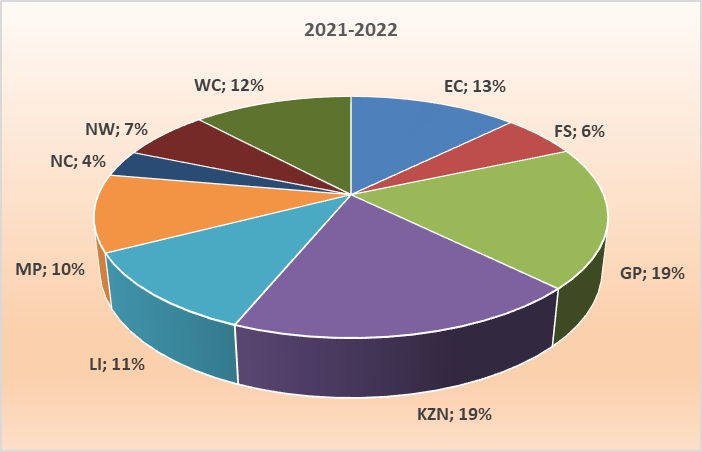 2021-2022
WC; 12%
EC; 13%
NW; 7%
FS; 6%
NC; 4%
MP; 10%
GP; 19%
LI; 11%
KZN; 19%